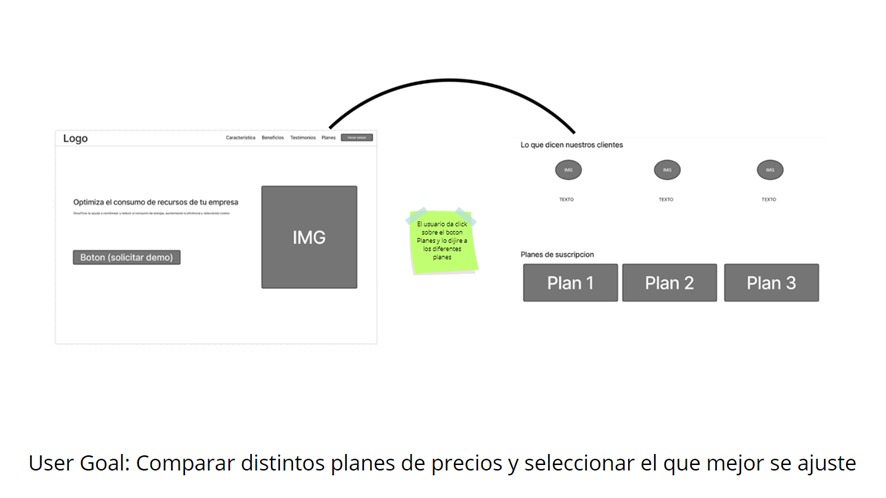 Logo
Característica Beneficios Testimonios Planes
Optimiza el consumo de recursos de tu empresa
Boton (solicitar demo)
IMG
El usuario da click
sobre el boton
Planes y lo dijire a
los diferentes
planes
Lo que dicen nuestros clientes
IMG IMG IMG
TEXTO TEXTO TEXTO
Planes de suscripcion
Plan 1 Plan 2 Plan 3
User Goal: Comparar distintos planes de precios y seleccionar el que mejor se ajuste